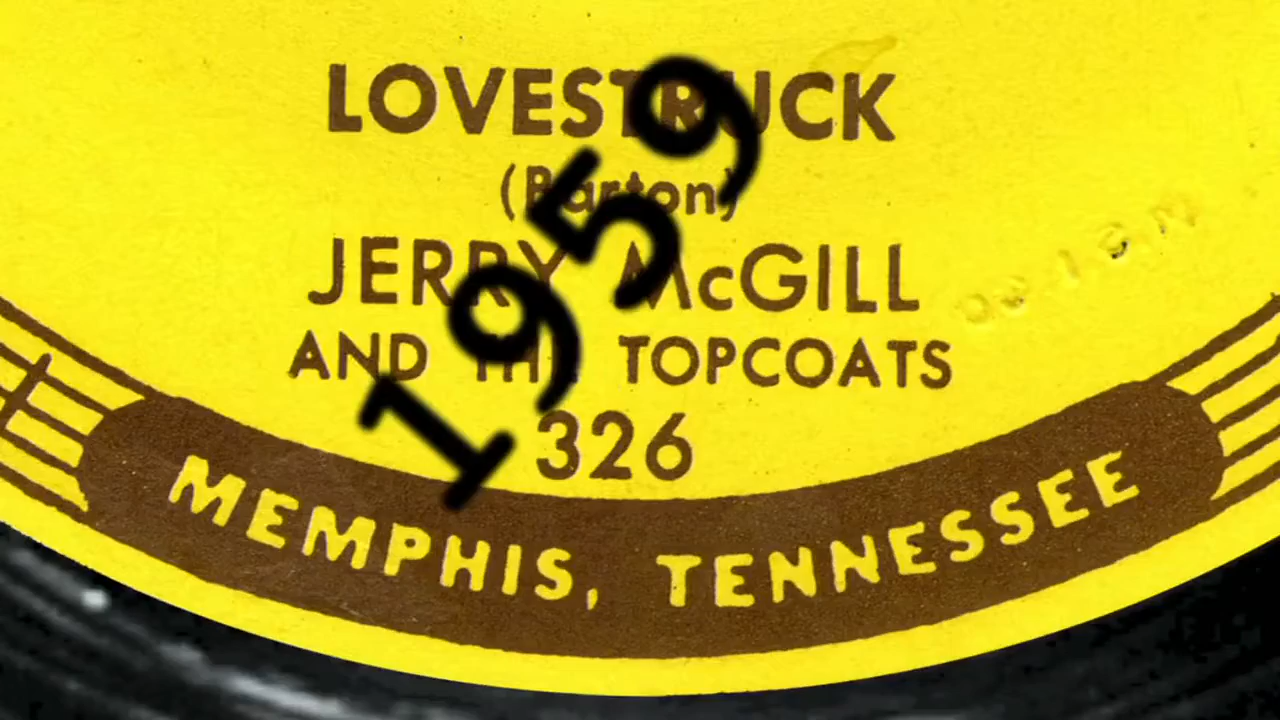 LOVESTRUCK
(Barton)
JERRY McGILL
AND THE TOPCOATS
326
MEMPHIS, TENNESSEE
1959